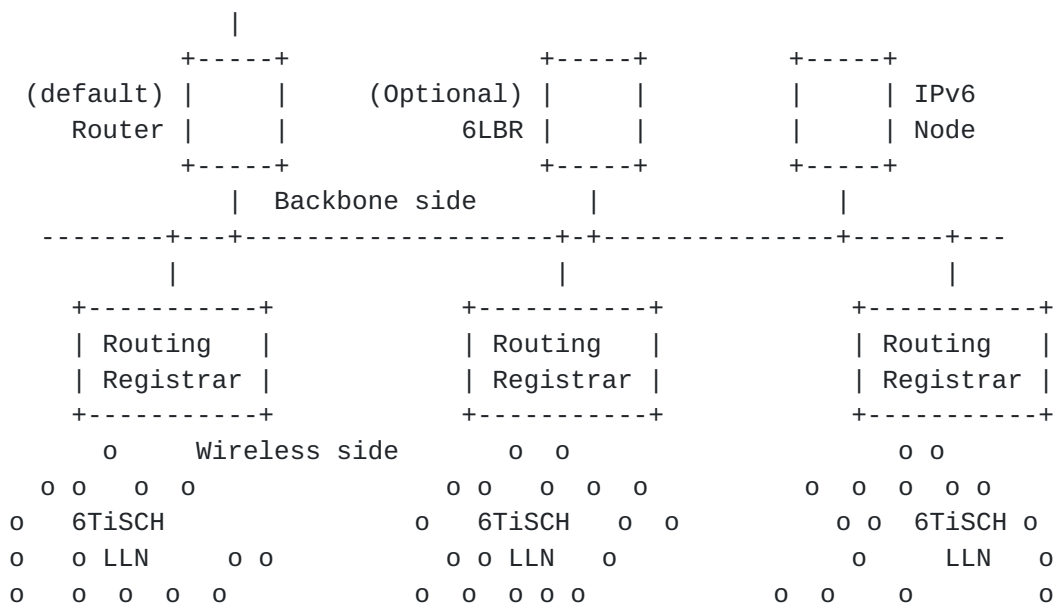 |
             +-----+                +-----+         +-----+
  (default) |     |     (Optional) |     |         |     | IPv6
     Router |     |           6LBR |     |         |     | Node
             +-----+                +-----+         +-----+
                |  Backbone side       |               |
   --------+---+--------------------+-+---------------+------+---
           |                        |                        |
     +-----------+            +-----------+            +-----------+
     | Routing   |            | Routing   |            | Routing   |
     | Registrar |            | Registrar |            | Registrar |
     +-----------+            +-----------+            +-----------+
       o     Wireless side       o  o                     o o
   o o   o  o                o o   o  o  o          o  o  o  o o
 o   6TiSCH                o   6TiSCH   o  o          o o  6TiSCH o
 o   o LLN     o o           o o LLN   o               o     LLN   o
 o   o  o  o  o            o  o  o o o            o  o    o        o